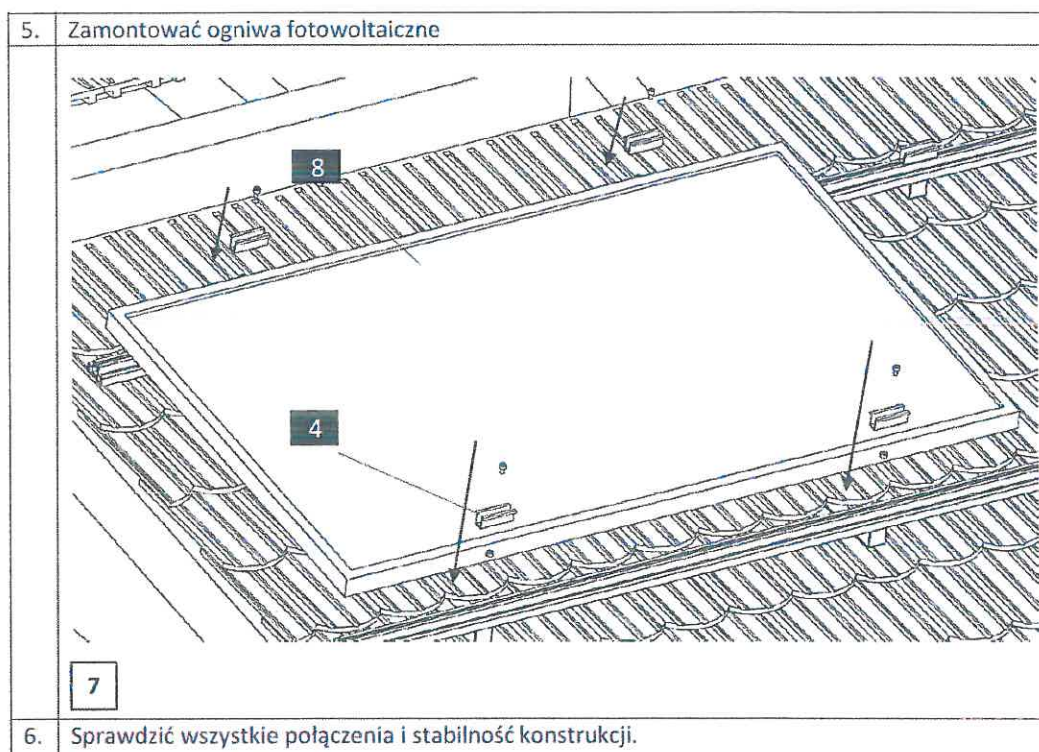 5. Zamontować ogniwa fotowoltaiczne
8
4
7
6. Sprawdzić wszystkie połączenia i stabilność konstrukcji.